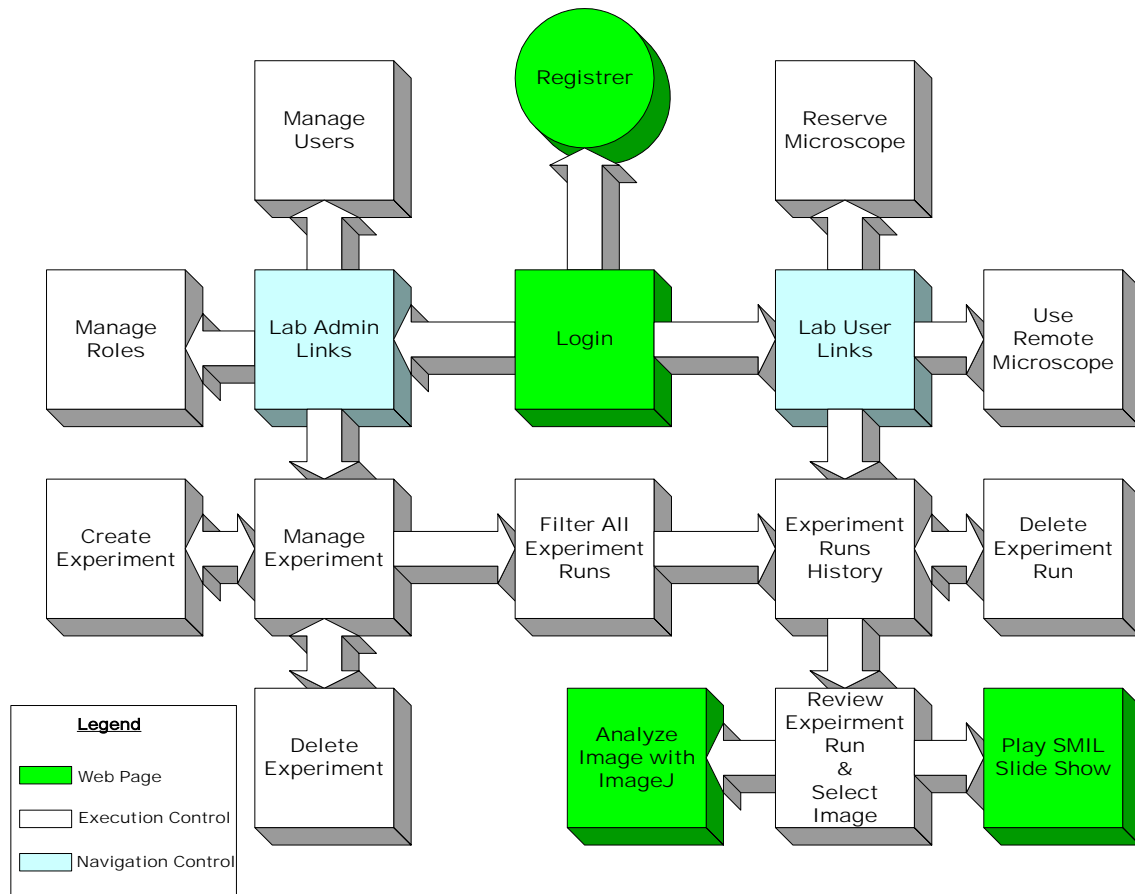 Registrer
Manage
Users
Reserve
Microscope
Manage
Roles
Lab Admin
Links
Login
Lab User
Links
Use
Remote
Microscope
Create
Experiment
Manage
Experiment
Filter All
Experiment
Runs
Experiment
Runs
History
Delete
Experiment
Run
Delete
Experiment
Analyze
Image with
ImageJ
Review
Expeirment
Run
&
Select
Image
Play SMIL
Slide Show
Legend
Web Page
Execution Control
Navigation Control